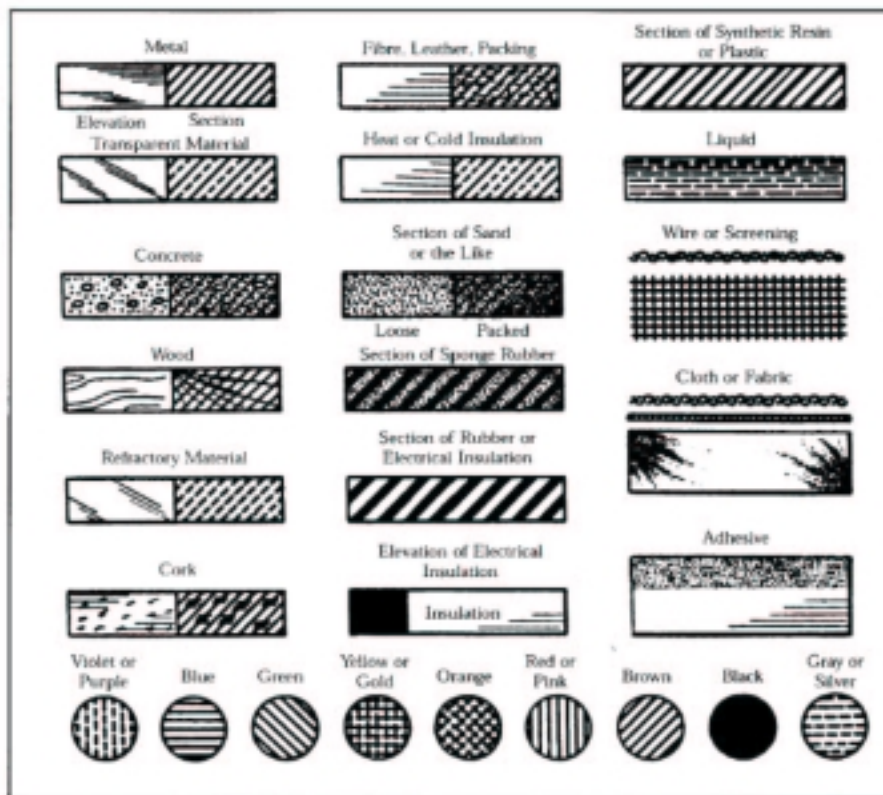 Metal
Elevation
Section
Transparent Material
Concrete
Wood
Refractory Material
Cork
Fibre, Leather, Packing
Heat or Cold Insulation
Section of Sand
or the Like
Loose
Packed
Section of Sponge Rubber
Section of Rubber or
Electrical Insulation
Elevation of Electrical
Insulation
Insulation
Section of Synthetic Resin
or Plastic
Liquid
Wire or Screening
Cloth or Fabric
Adhesive
Violet or
Purple
Blue
Green
Yellow or
Gold
Orange
Red or
Pink
Brown
Black
Gray or
Silver